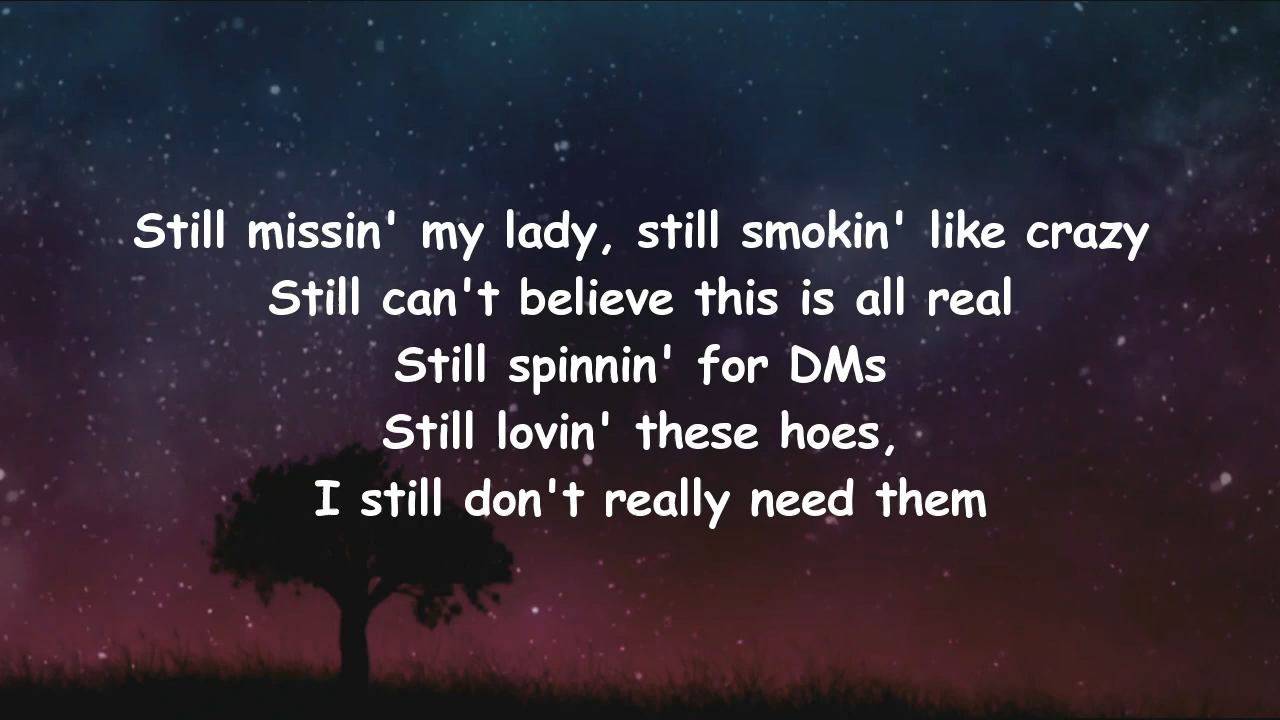 Still missin' my lady, still smokin' like crazy
Still can't believe this is all real
Still spinnin' for DMs
Still lovin' these hoes,
I still don't really need them